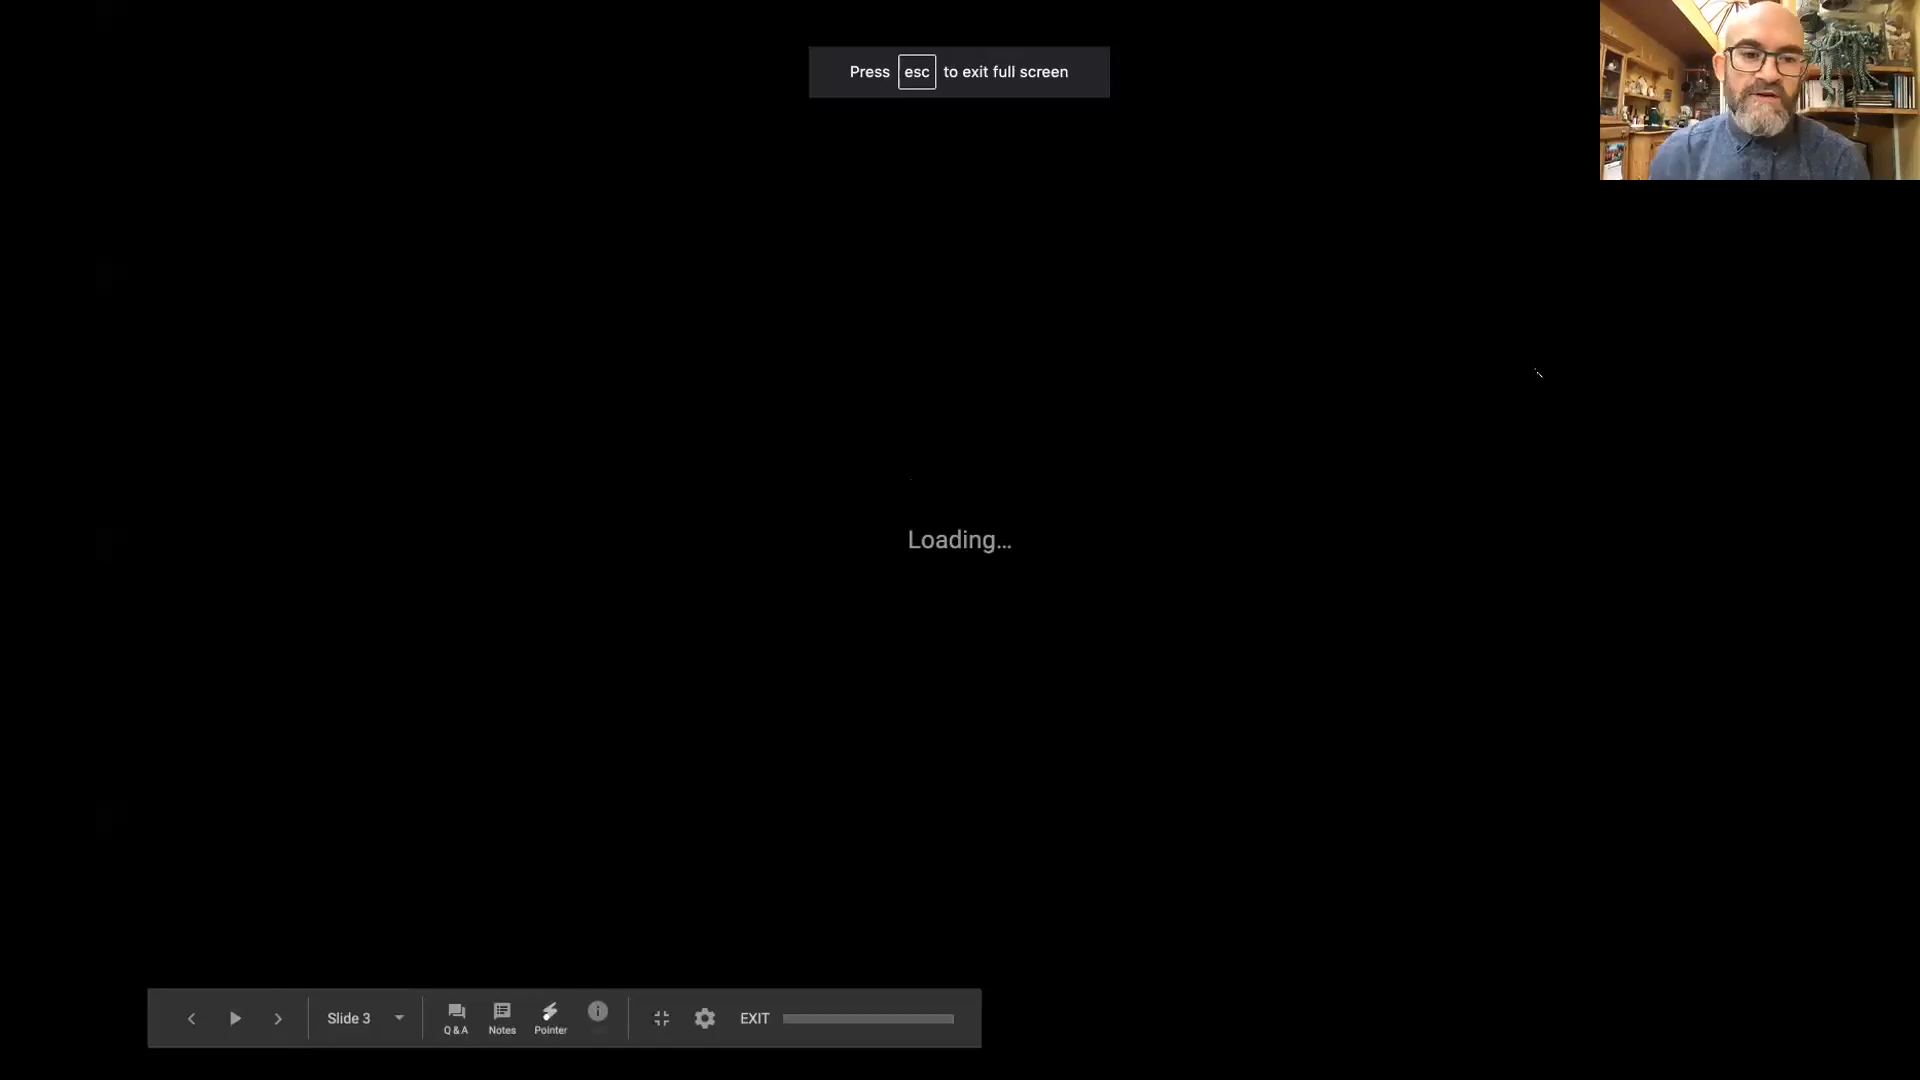 Press esc to exit full screen
Loading...
Slide 3
Q & A
Notes
Pointer
EXIT